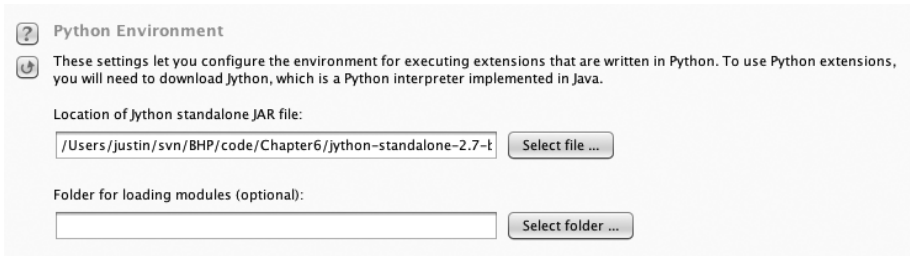 ? Python Environment
These settings let you configure the environment for executing extensions that are written in Python. To use Python extensions,
you will need to download Jython, which is a Python interpreter implemented in Java.
Location of Jython standalone JAR file:
/Users/justin/svn/BHP/code/Chapter6/jython-standalone-2.7-b Select file ...
Folder for loading modules (optional):
Select folder ...